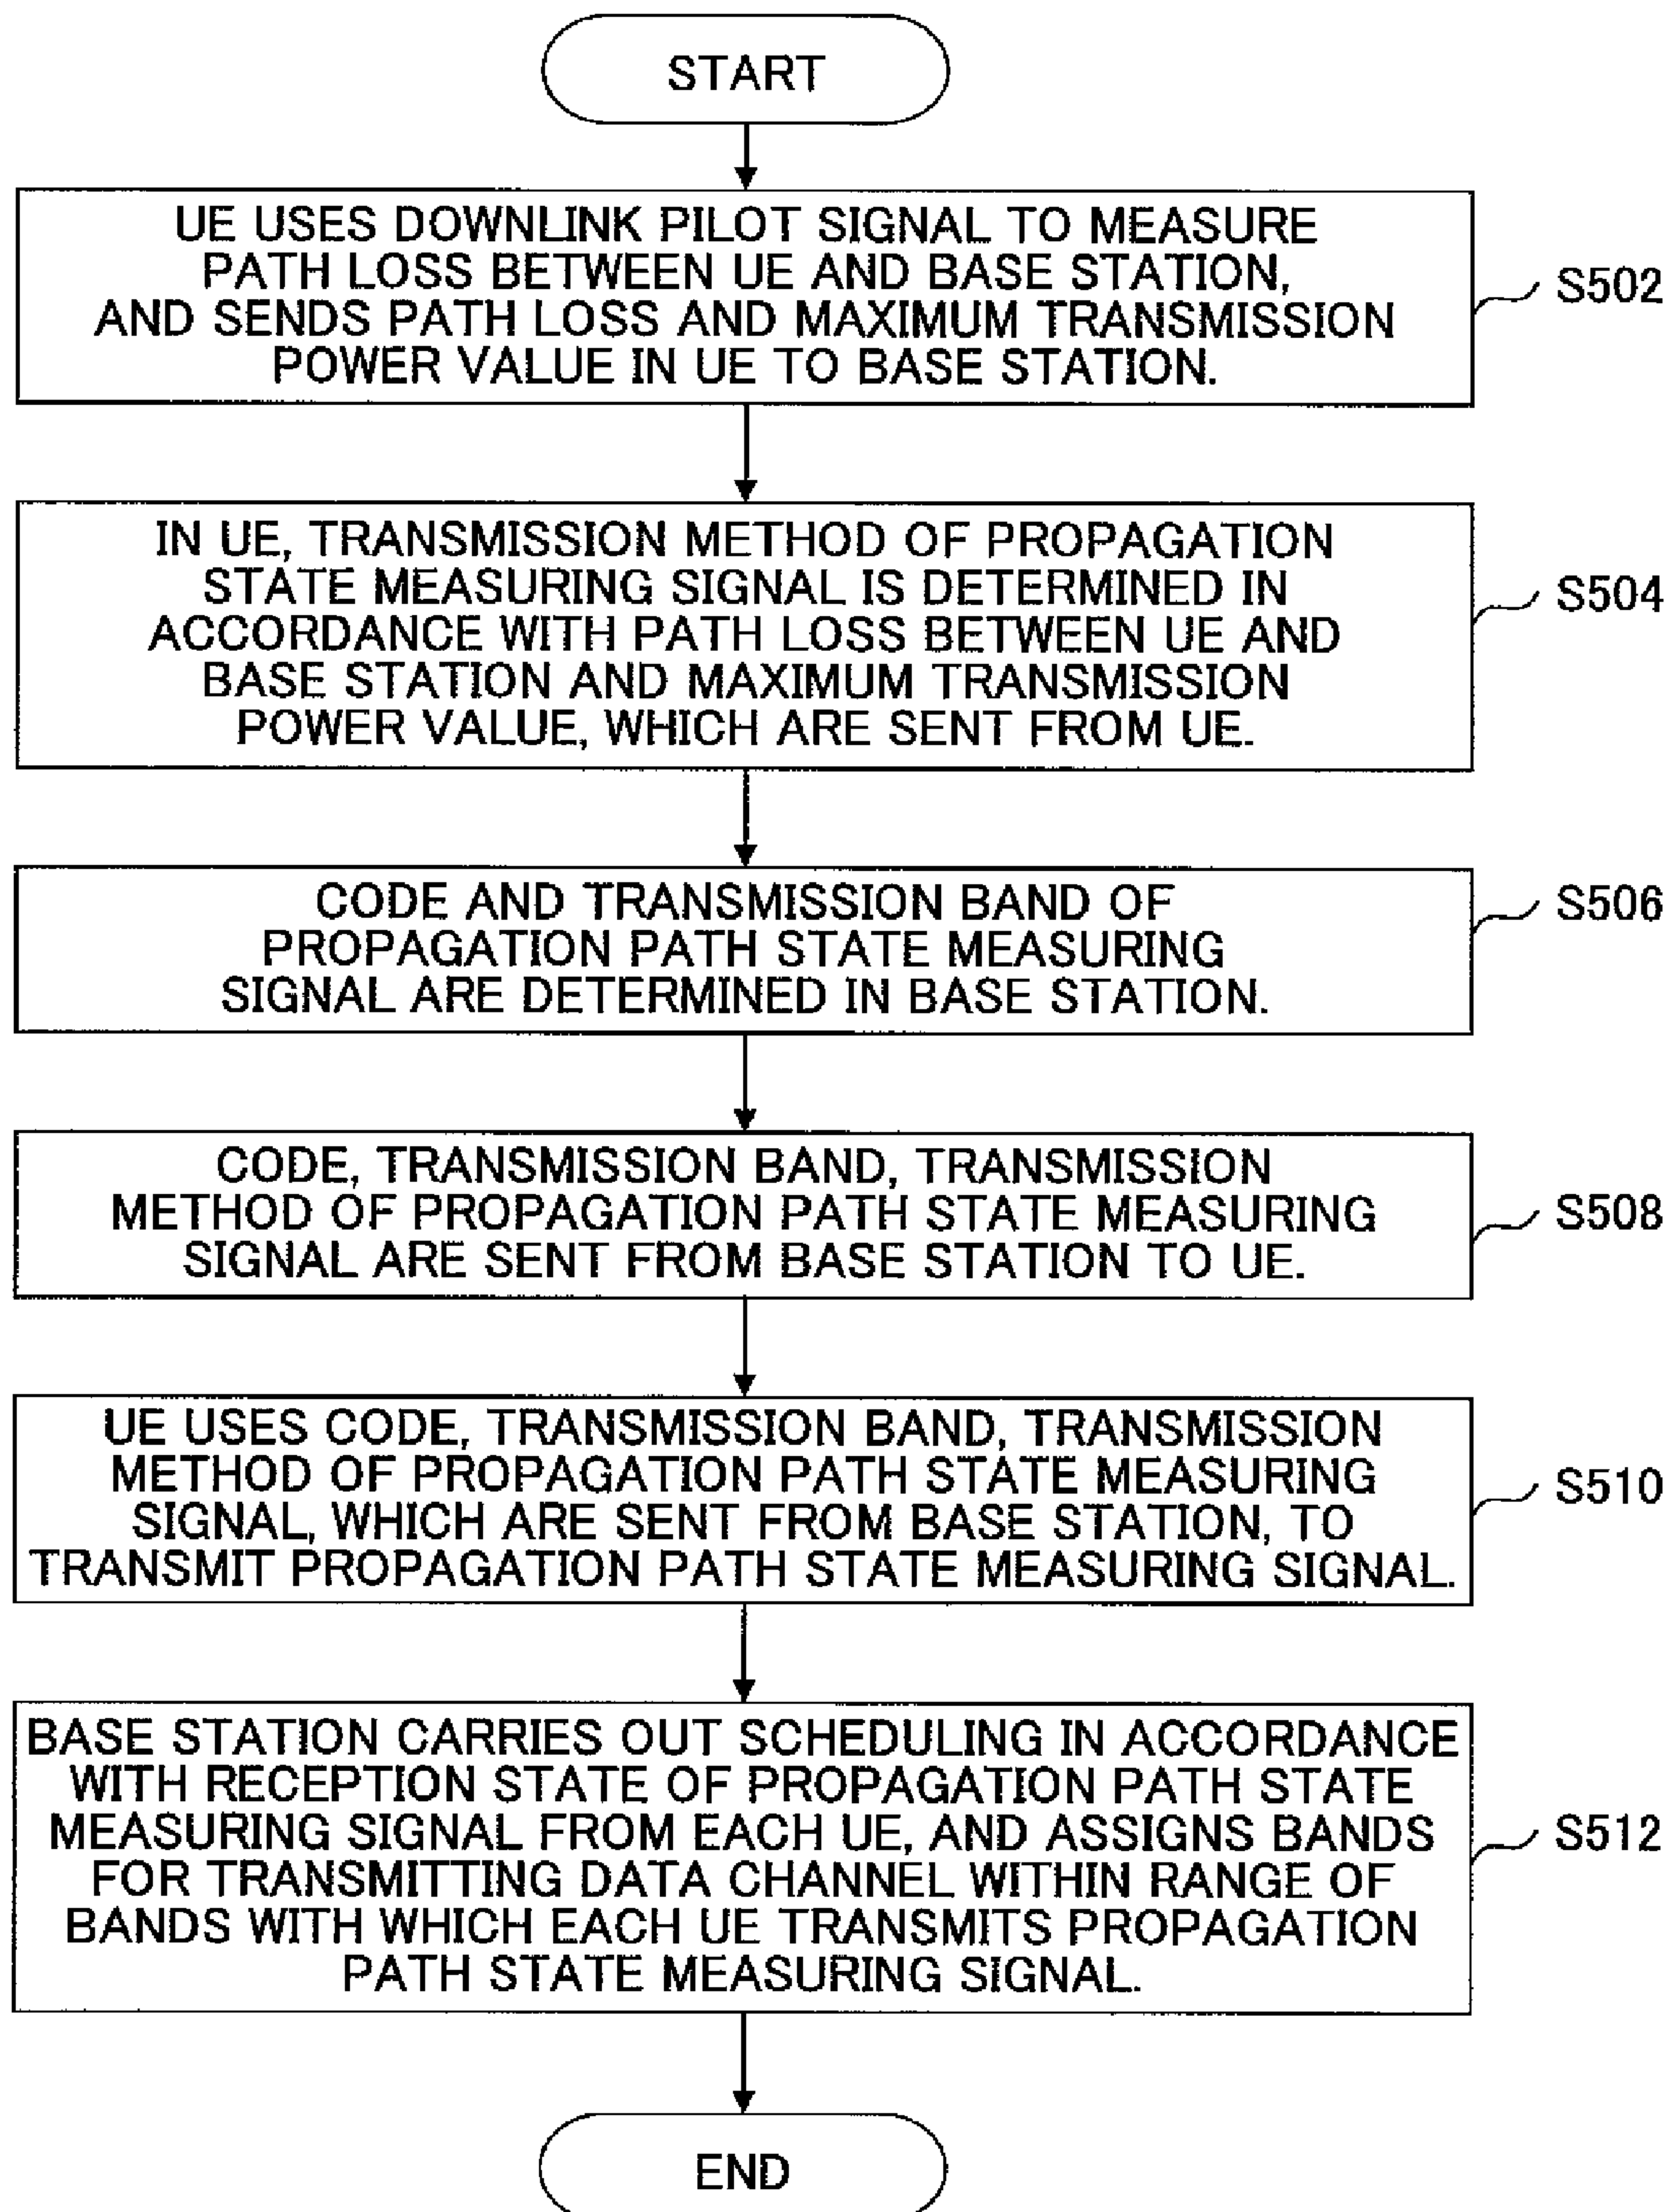 START
UE USES DOWNLINK PILOT SIGNAL TO MEASURE
PATH LOSS BETWEEN UE AND BASE STATION,
AND SENDS PATH LOSS AND MAXIMUM TRANSMISSION
POWER VALUE IN UE TO BASE STATION.
S502
IN UE, TRANSMISSION METHOD OF PROPAGATION
STATE MEASURING SIGNAL IS DETERMINED IN
ACCORDANCE WITH PATH LOSS BETWEEN UE AND
BASE STATION AND MAXIMUM TRANSMISSION
POWER VALUE, WHICH ARE SENT FROM UE.
S504
CODE AND TRANSMISSION BAND OF
PROPAGATION PATH STATE MEASURING
SIGNAL ARE DETERMINED IN BASE STATION.
S506
CODE, TRANSMISSION BAND, TRANSMISSION
METHOD OF PROPAGATION PATH STATE MEASURING
SIGNAL ARE SENT FROM BASE STATION TO UE.
S508
UE USES CODE, TRANSMISSION BAND, TRANSMISSION
METHOD OF PROPAGATION PATH STATE MEASURING
SIGNAL, WHICH ARE SENT FROM BASE STATION, TO
TRANSMIT PROPAGATION PATH STATE MEASURING SIGNAL.
S510
BASE STATION CARRIES OUT SCHEDULING IN ACCORDANCE
WITH RECEPTION STATE OF PROPAGATION PATH STATE
MEASURING SIGNAL FROM EACH UE, AND ASSIGNS BANDS
FOR TRANSMITTING DATA CHANNEL WITHIN RANGE OF
BANDS WITH WHICH EACH UE TRANSMITS PROPAGATION
PATH STATE MEASURING SIGNAL.
S512
END